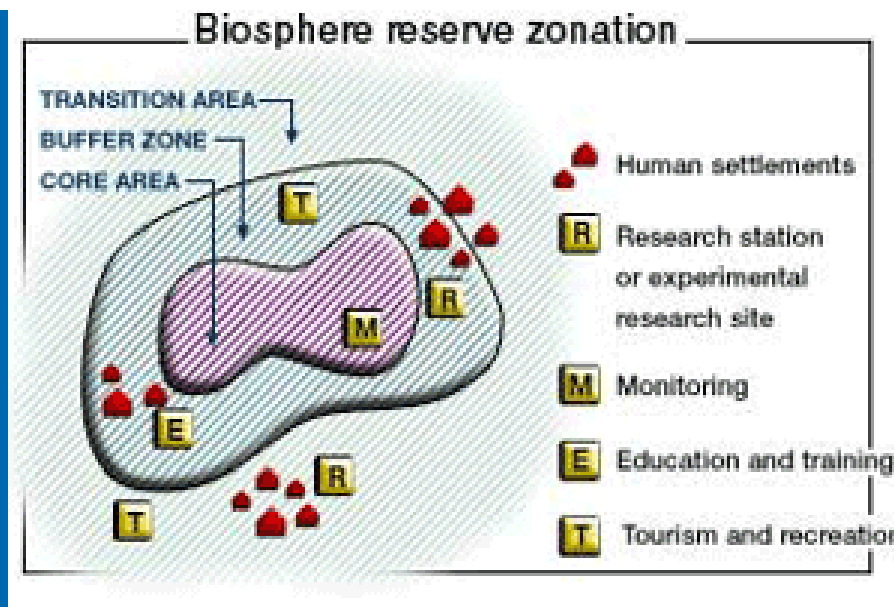 Biosphere reserve zonation
TRANSITION AREA
BUFFER ZONE
CORE AREA
T
R
M
E
R
T
Human settlements
R Research station
or experimental
research site
M Monitoring
E Education and training
T Tourism and recreation